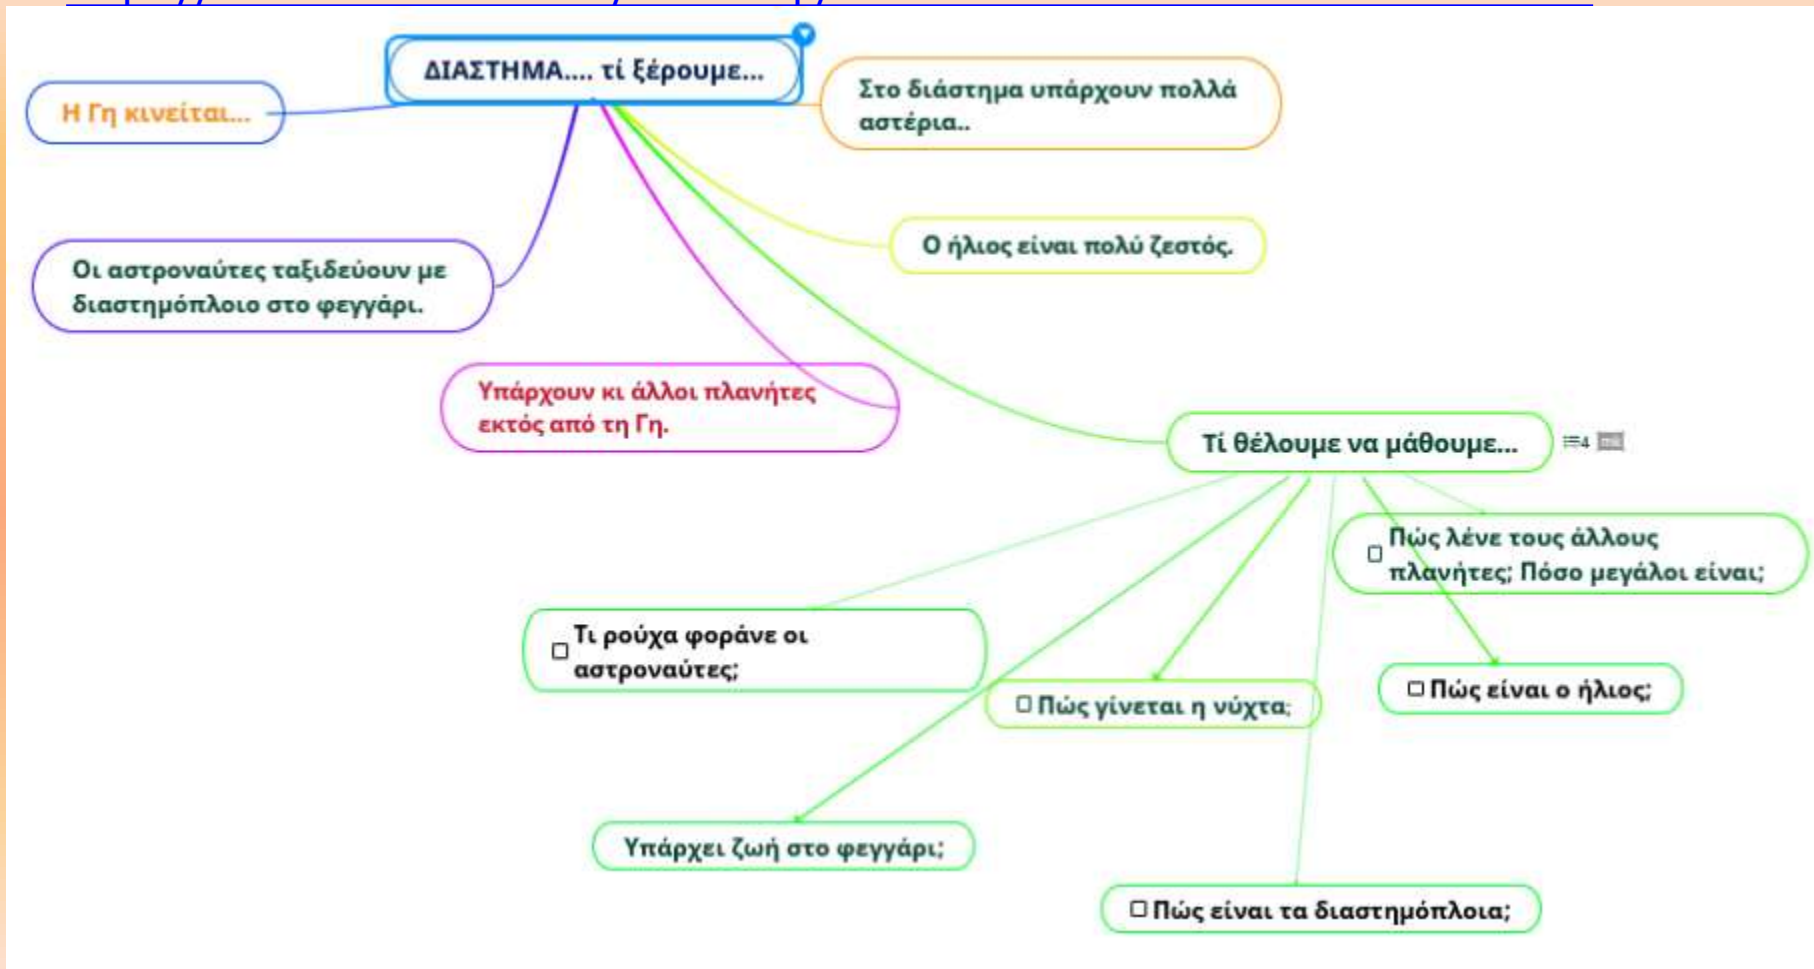 ΔΙΑΣΤΗΜΑ.... τί ξέρουμε...
Η Γη κινείται...
Στο διάστημα υπάρχουν πολλά
αστέρια..
Ο ήλιος είναι πολύ ζεστός.
Οι αστροναύτες ταξιδεύουν με
διαστημόπλοιο στο φεγγάρι.
Υπάρχουν κι άλλοι πλανήτες
εκτός από τη Γη.
Τί θέλουμε να μάθουμε...
4
Πώς λένε τους άλλους
πλανήτες; Πόσο μεγάλοι είναι;
Τι ρούχα φοράνε οι
αστροναύτες;
Πώς γίνεται η νύχτα;
Πώς είναι ο ήλιος;
Υπάρχει ζωή στο φεγγάρι;
Πώς είναι τα διαστημόπλοια;